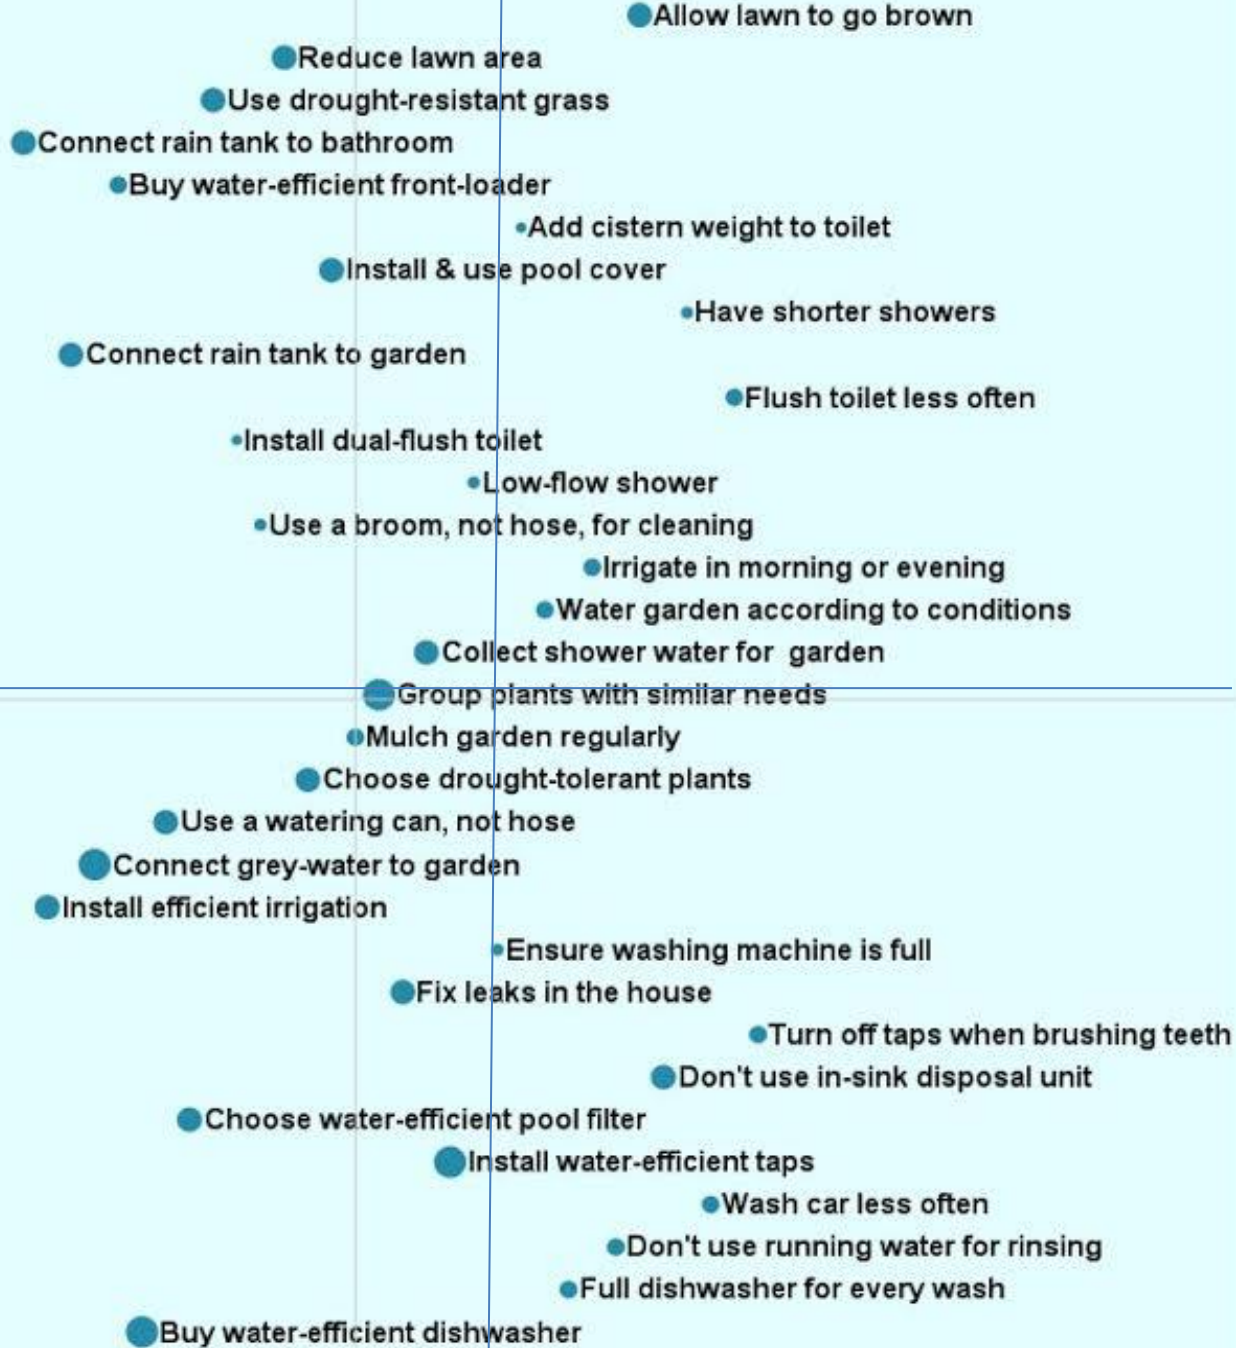 Allow lawn to go brown
Reduce lawn area
Use drought-resistant grass
Connect rain tank to bathroom
Buy water-efficient front-loader
Add cistern weight to toilet
Install & use pool cover
Have shorter showers
Connect rain tank to garden
Flush toilet less often
Install dual-flush toilet
Low-flow shower
Use a broom, not hose, for cleaning
Irrigate in morning or evening
Water garden according to conditions
Collect shower water for garden
Group plants with similar needs
Mulch garden regularly
Choose drought-tolerant plants
Use a watering can, not hose
Connect grey-water to garden
Install efficient irrigation
Ensure washing machine is full
Fix leaks in the house
Turn off taps when brushing teeth
Don't use in-sink disposal unit
Choose water-efficient pool filter
Install water-efficient taps
Wash car less often
Don't use running water for rinsing
Full dishwasher for every wash
Buy water-efficient dishwasher